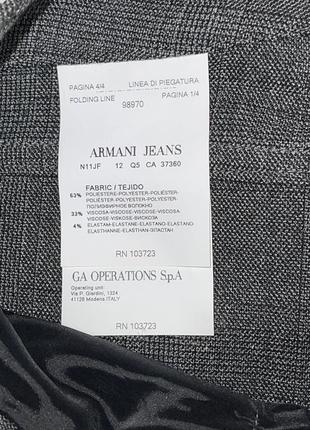 PAGINA 4/4 LINEA DI PIEGATURA
FOLDING LINE PAGINA 1/4
98970
ARMANI JEANS
N11JF 12 Q5 CA 37360
FABRIC / TEJIDO
63% POLIESTERE-POLYESTER-POLIÉSTER-
POLYESTER-POLYESTER-POLYESTER-
ПОЛИЭФИРНОЕ ВОЛОКНО
33% VISCOSA-VISCOSE-VISCOSE-VISCOSA
VISCOSE-VISKOSE-ВИСКОЗА
4% ELASTAN-ELASTANE-ELASTANO-ELASTANO
ELASTHANNE-ELASTHAN-ЭЛАСТАН
RN 103723
GA OPERATIONS S.p.A
Operating unit:
Via P. Giardini, 1324
41126 Modena ITALY
RN 103723